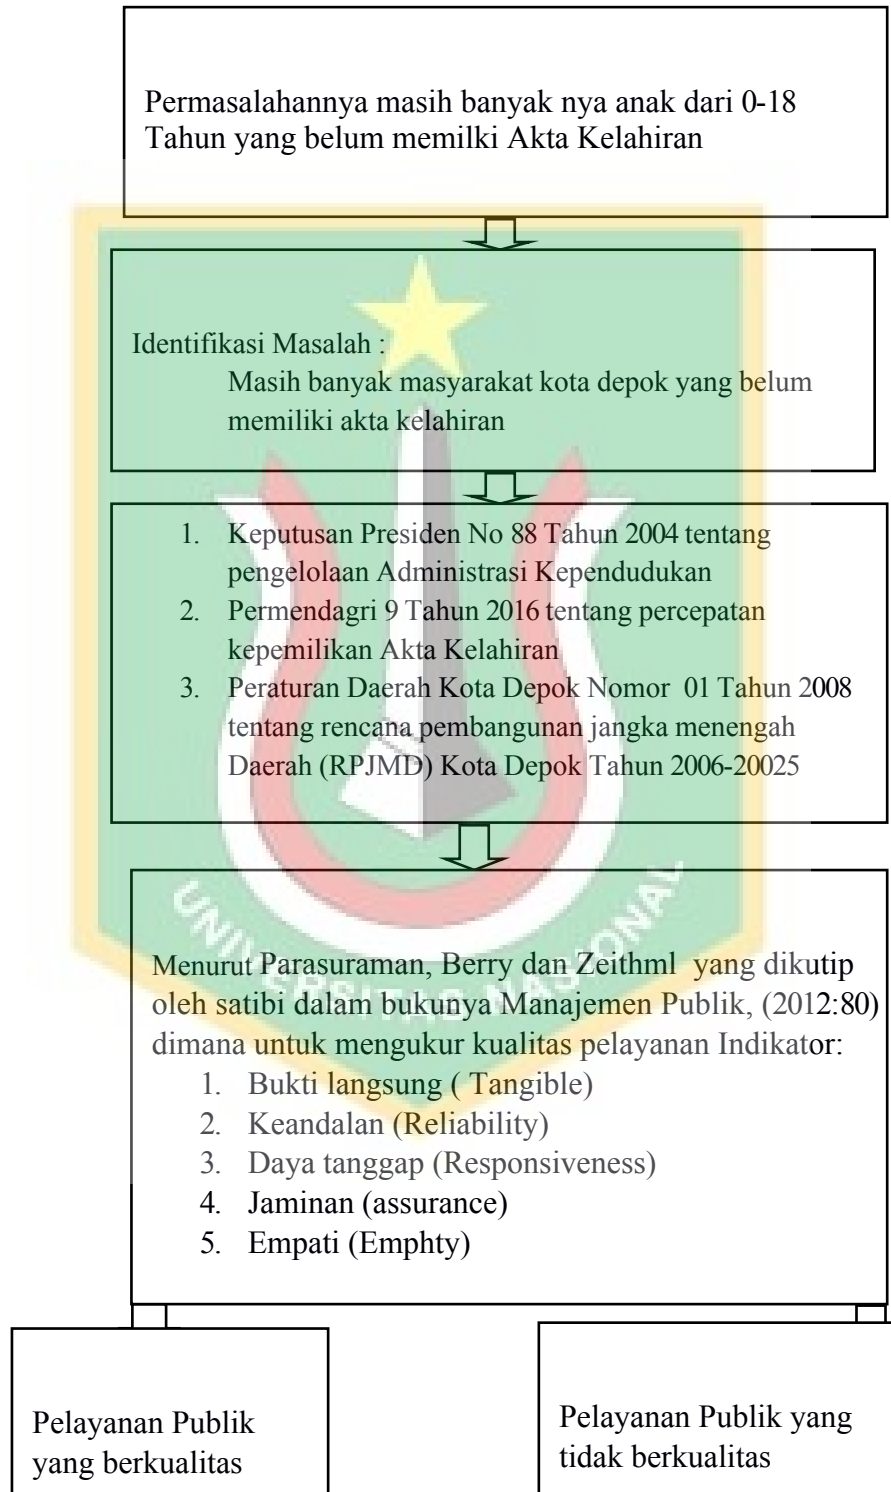 Permasalahannya masih banyak nya anak dari 0-18
Tahun yang belum memilki Akta Kelahiran
Identifikasi Masalah :
Masih banyak masyarakat kota depok yang belum
memiliki akta kelahiran
1. Keputusan Presiden No 88 Tahun 2004 tentang
pengelolaan Administrasi Kependudukan
2. Permendagri 9 Tahun 2016 tentang percepatan
kepemilikan Akta Kelahiran
3. Peraturan Daerah Kota Depok Nomor 01 Tahun 2008
tentang rencana pembangunan jangka menengah
Daerah (RPJMD) Kota Depok Tahun 2006-20025
Menurut Parasuraman, Berry dan Zeithml yang dikutip
oleh satibi dalam bukunya Manajemen Publik, (2012:80)
dimana untuk mengukur kualitas pelayanan Indikator:
1. Bukti langsung ( Tangible)
2. Keandalan (Reliability)
3. Daya tanggap (Responsiveness)
4. Jaminan (assurance)
5. Empati (Emphty)
Pelayanan Publik
yang berkualitas
Pelayanan Publik yang
tidak berkualitas
UNIVERSITAS NASIONAL